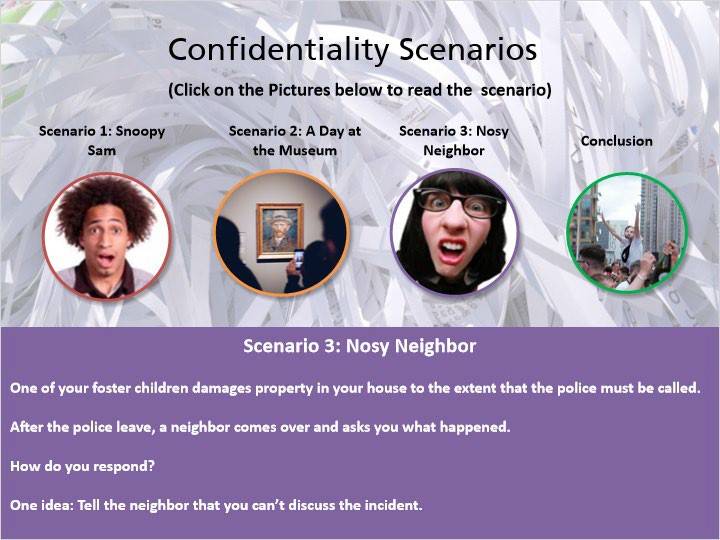 Confidentiality Scenarios
(Click on the Pictures below to read the  scenario)
Scenario 1: Snoopy
Sam
Scenario 2: A Day at
the Museum
Scenario 3: Nosy
Neighbor
Conclusion
Scenario 3: Nosy Neighbor
One of your foster children damages property in your house to the extent that the police must be called.
After the police leave, a neighbor comes over and asks you what happened.
How do you respond?
One idea: Tell the neighbor that you can’t discuss the incident.